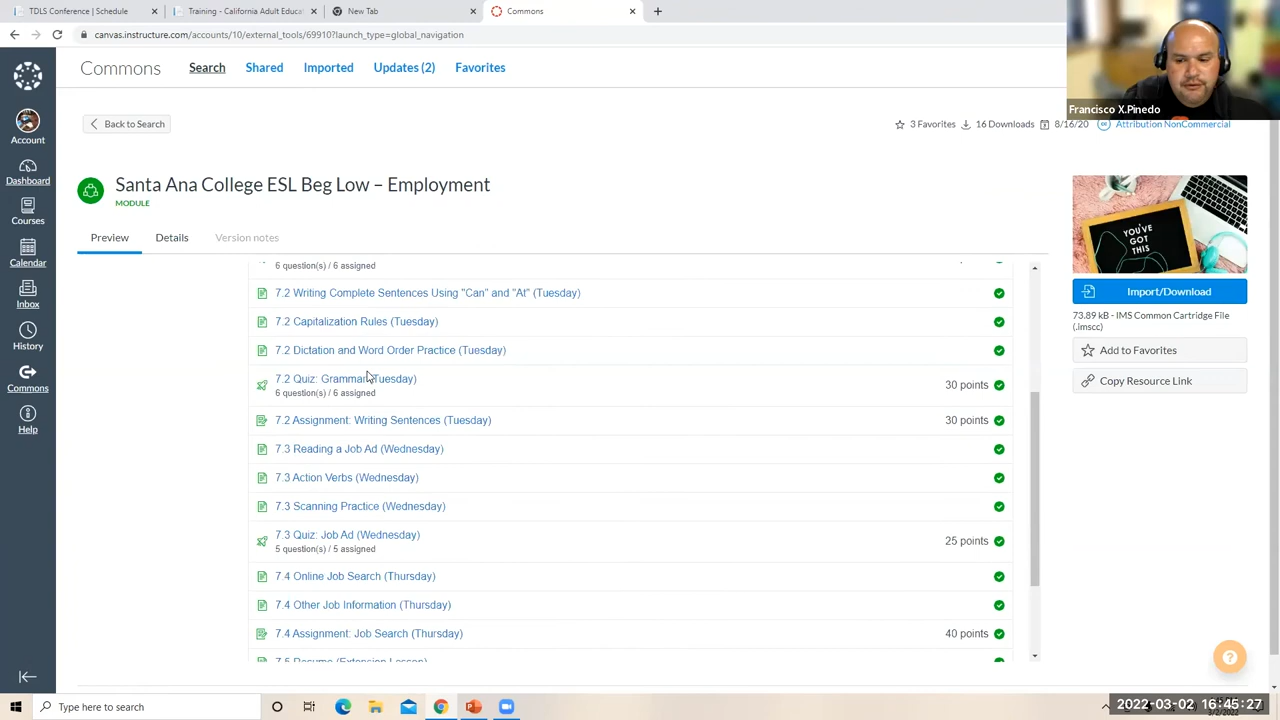 TDLS Conference | Schedule
Training - California Adult Educa
New Tab
Commons
canvas.instructure.com/accounts/10/external_tools/69910?launch_type=global_navigation
Francisco X.Pinedo
Account
Dashboard
Courses
Calendar
Inbox
History
Commons
Help
Commons
Search
Shared
Imported
Updates (2)
Favorites
Back to Search
3 Favorites
16 Downloads
8/16/20
Attribution NonCommercial
Santa Ana College ESL Beg Low – Employment
MODULE
Preview
Details
Version notes
6 question(s) / 6 assigned
7.2 Writing Complete Sentences Using "Can" and "At" (Tuesday)
7.2 Capitalization Rules (Tuesday)
7.2 Dictation and Word Order Practice (Tuesday)
7.2 Quiz: Grammar (Tuesday)
6 question(s) / 6 assigned
30 points
7.2 Assignment: Writing Sentences (Tuesday)
30 points
7.3 Reading a Job Ad (Wednesday)
7.3 Action Verbs (Wednesday)
7.3 Scanning Practice (Wednesday)
7.3 Quiz: Job Ad (Wednesday)
5 question(s) / 5 assigned
25 points
7.4 Online Job Search (Thursday)
7.4 Other Job Information (Thursday)
7.4 Assignment: Job Search (Thursday)
40 points
7.5 Resume (Extension Lesson)
YOU'VE
GOT
THIS
Import/Download
73.89 kB - IMS Common Cartridge File
(.imscc)
Add to Favorites
Copy Resource Link
Type here to search
2022-03-02 16:45:27